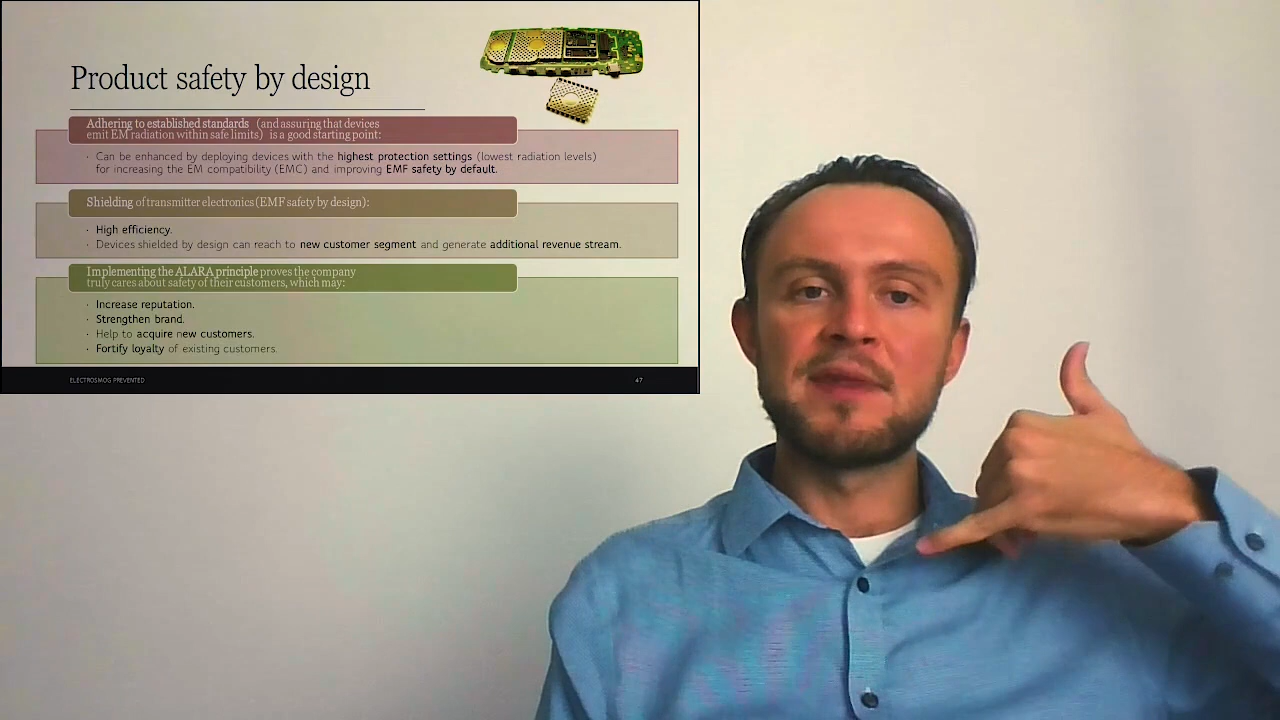 Product safety by design
Adhering to established standards (and assuring that devices
emit EM radiation within safe limits) is a good starting point:
· Can be enhanced by deploying devices with the highest protection settings (lowest radiation levels)
for increasing the EM compatibility (EMC) and improving EMF safety by default.
Shielding of transmitter electronics (EMF safety by design):
· High efficiency.
· Devices shielded by design can reach to new customer segment and generate additional revenue stream.
Implementing the ALARA principle proves the company
truly cares about safety of their customers, which may:
· Increase reputation.
· Strengthen brand.
· Help to acquire new customers.
· Fortify loyalty of existing customers.
ELECTROSMOG PREVENTED
47